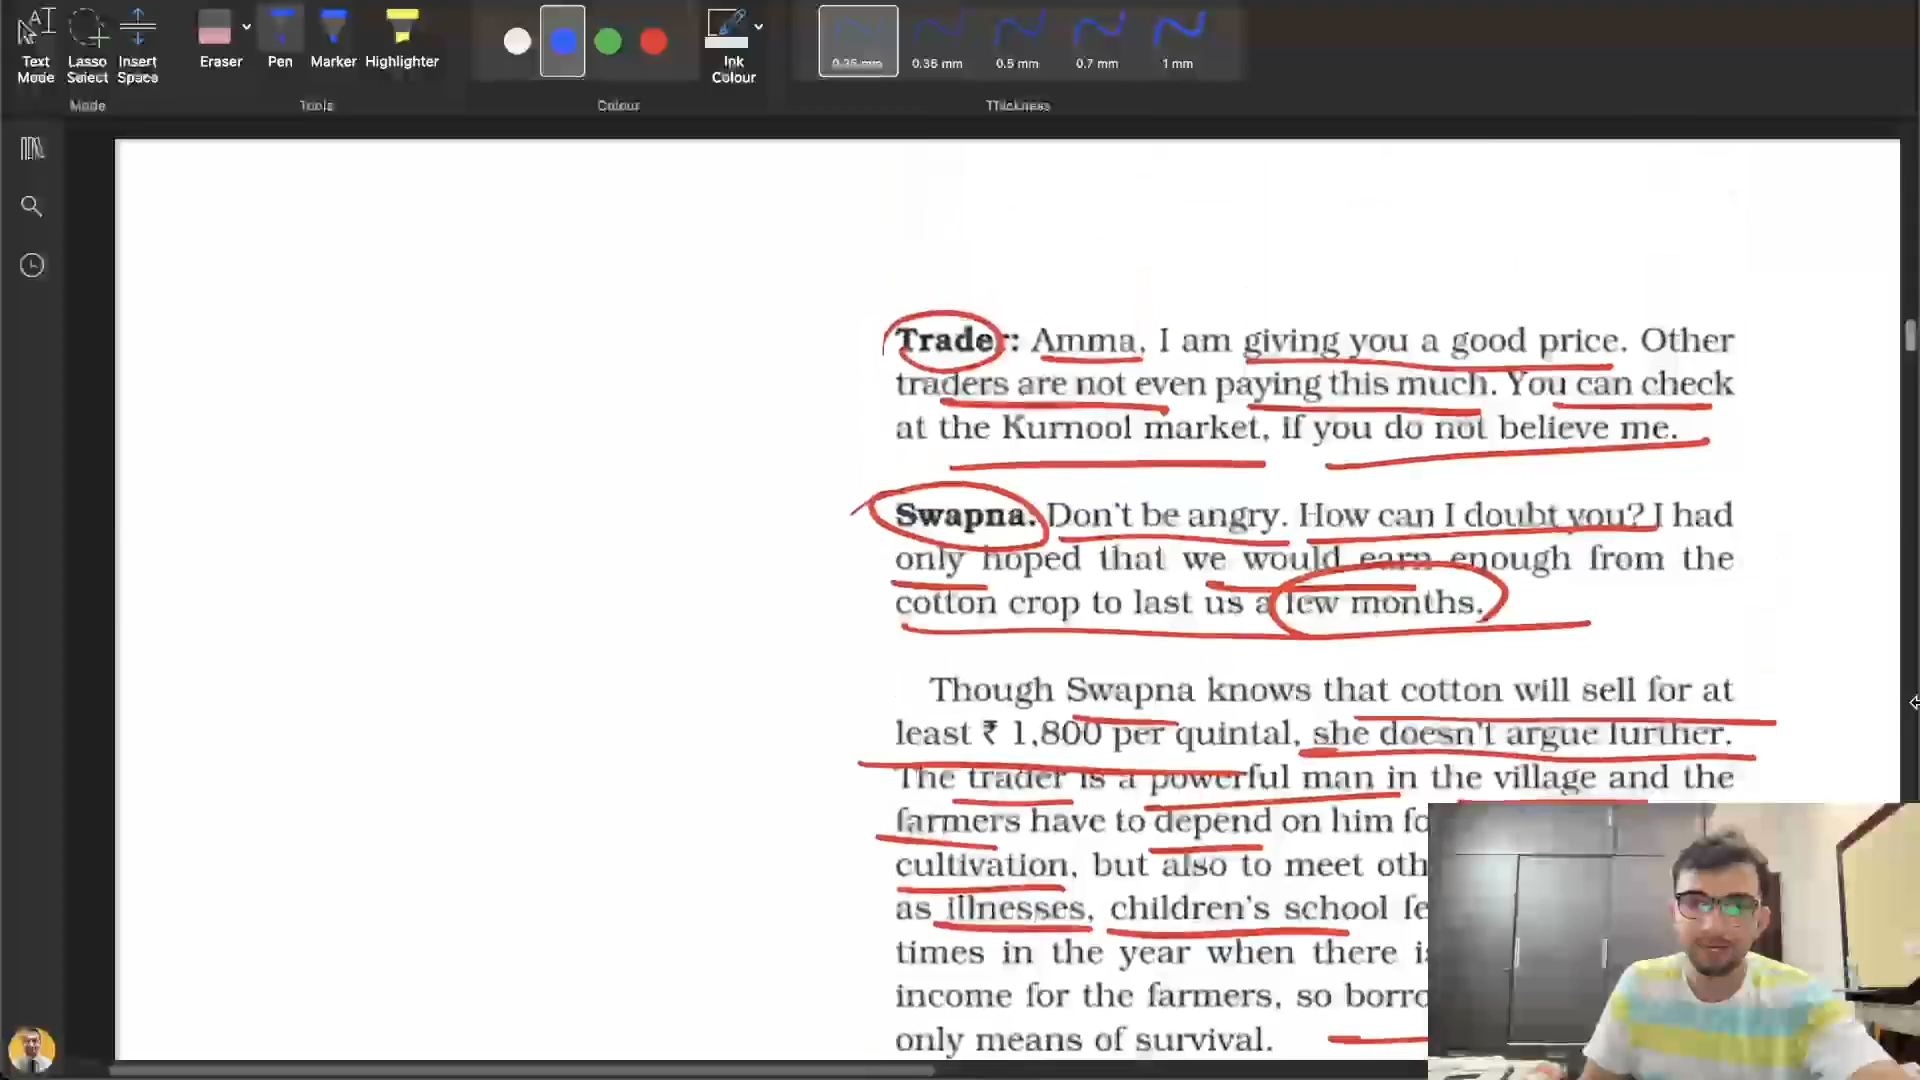 Text Mode
Lasso Select
Insert Space
Eraser
Pen
Marker
Highlighter
Ink Colour
0.25 mm
0.35 mm
0.5 mm
0.7 mm
1 mm
Mode
Tools
Colour
Thickness
Trader: Amma, I am giving you a good price. Other
traders are not even paying this much. You can check
at the Kurnool market, if you do not believe me.
Swapna. Don't be angry. How can I doubt you? I had
only hoped that we would earn enough from the
cotton crop to last us a few months.
Though Swapna knows that cotton will sell for at
least ₹ 1,800 per quintal, she doesn't argue further.
The trader is a powerful man in the village and the
farmers have to depend on him
cultivation, but also to meet
as illnesses, children's school
times in the year when there
income for the farmers, so
only means of survival.